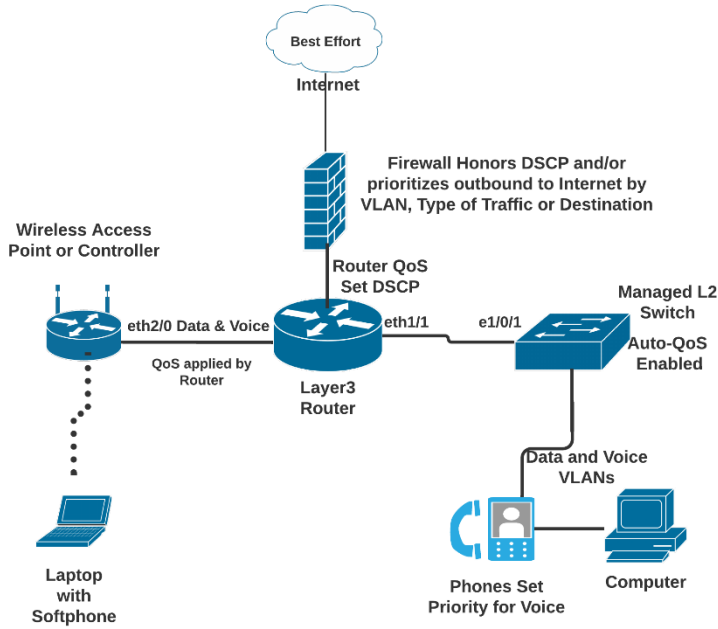 Best Effort
Internet
Firewall Honors DSCP and/or
prioritizes outbound to Internet by
VLAN, Type of Traffic or Destination
Wireless Access
Point or Controller
Router QoS
Set DSCP
Managed L2
Switch
Auto-QoS
Enabled
eth2/0 Data & Voice
eth1/1
e1/0/1
QoS applied by
Router
Layer3
Router
Data and Voice
VLANs
Laptop
with
Softphone
Phones Set
Priority for Voice
Computer